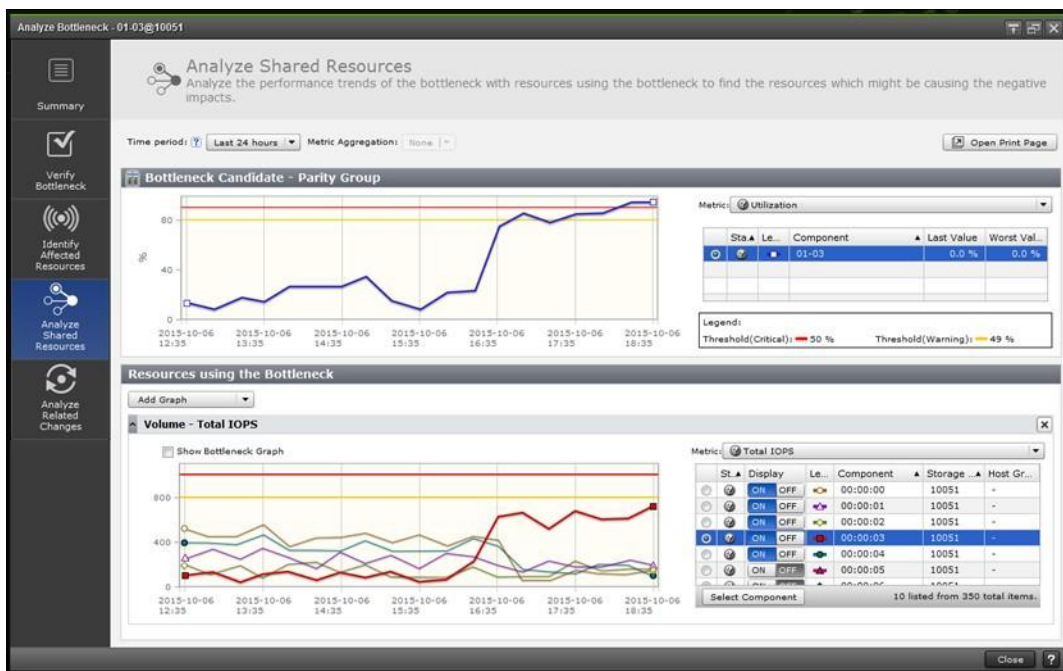 Analyze Bottleneck - 01-03@10051
Summary
Verify
Bottleneck
Identify
Affected
Resources
Analyze
Shared
Resources
Analyze
Related
Changes
Analyze Shared Resources
Analyze the performance trends of the bottleneck with resources using the bottleneck to find the resources which might be causing the negative
impacts.
Time period: ? Last 24 hours Metric Aggregation: None
Open Print Page
Bottleneck Candidate - Parity Group
%
80
40
0
2015-10-06 2015-10-06 2015-10-06 2015-10-06 2015-10-06 2015-10-06 2015-10-06
12:35 13:35 14:35 15:35 16:35 17:35 18:35
Metric: Utilization
Sta. Le... Component Last Value Worst Val...
01-03 0.0 % 0.0 %
Legend:
Threshold(Critical): 50 % Threshold(Warning): 49 %
Resources using the Bottleneck
Add Graph
Volume - Total IOPS
Show Bottleneck Graph
800
400
0
2015-10-06 2015-10-06 2015-10-06 2015-10-06 2015-10-06 2015-10-06 2015-10-06
12:35 13:35 14:35 15:35 16:35 17:35 18:35
Metric: Total IOPS
St. Display Le... Component Storage ... Host Gr...
ON OFF 00:00:00 10051 -
ON OFF 00:00:01 10051 -
ON OFF 00:00:02 10051 -
ON OFF 00:00:03 10051 -
ON OFF 00:00:04 10051 -
ON OFF 00:00:05 10051 -
Select Component 10 listed from 350 total items.
Close ?